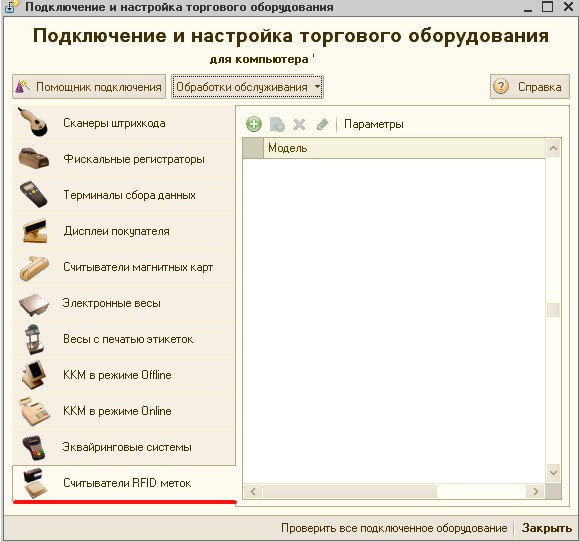 Подключение и настройка торгового оборудования
Подключение и настройка торгового оборудования
для компьютера '
Помощник подключения
Обработки обслуживания
Справка
Сканеры штрихкода
Фискальные регистраторы
Терминалы сбора данных
Дисплеи покупателя
Считыватели магнитных карт
Электронные весы
Весы с печатью этикеток
ККМ в режиме Offline
ККМ в режиме Online
Эквайринговые системы
Считыватели RFID меток
Параметры
Модель
Проверить все подключенное оборудование
Закрыть